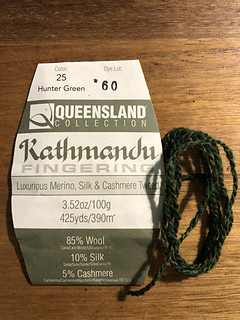 Color
25
Hunter Green
Dye Lot
*60
QUEENSLAND
COLLECTION
Kathmandu
FINGERING
Luxurious Merino, Silk & Cashmere Tweed
3.52oz/100g
425yds/390m
85% Wool
10% Silk
5% Cashmere